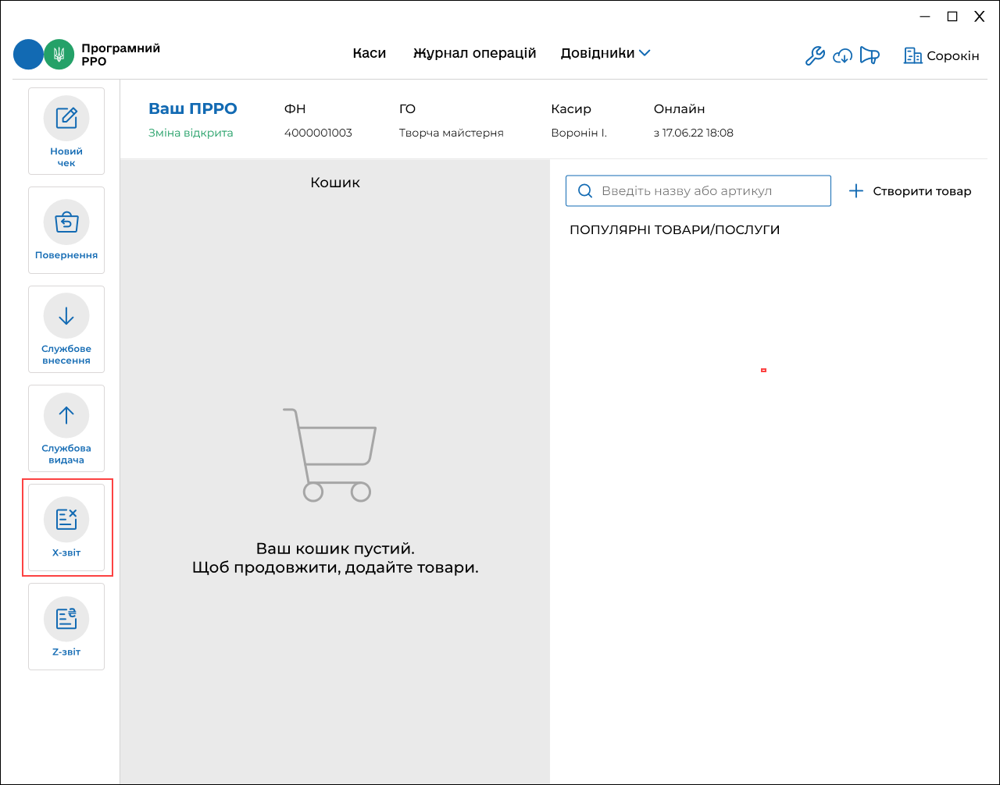 X
Програмний
РРО
Каси
Журнал операцій
Довідники
Сорокін
Новий
чек
Повернення
Службове
внесення
Службова
видача
Х-звіт
Z-звіт
Ваш ПРРО
Зміна відкрита
ФН
4000001003
ГО
Творча майстерня
Касир
Воронін І.
Онлайн
з 17.06.22 18:08
Кошик
Ваш кошик пустий.
Щоб продовжити, додайте товари.
Введіть назву або артикул
Створити товар
ПОПУЛЯРНІ ТОВАРИ/ПОСЛУГИ